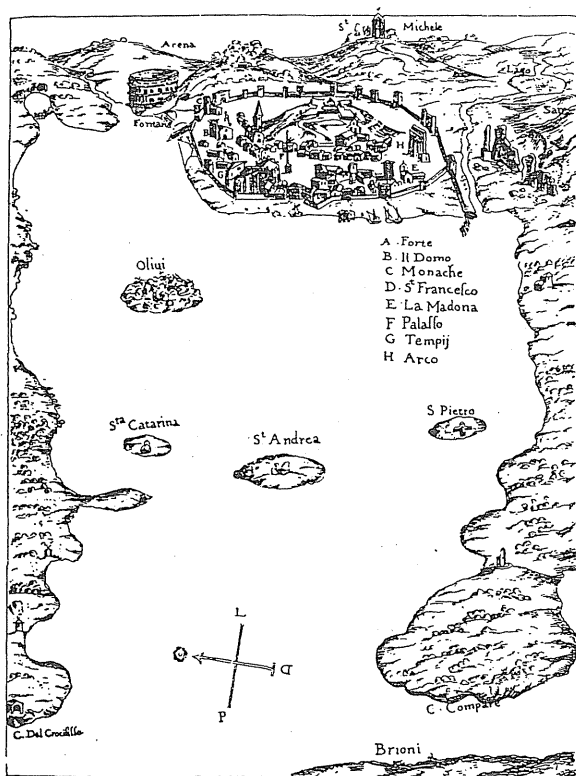 St Michele
Arena
Lago
Fontana
B
H
G
E
A . Forte
B . Il Domo
C Monache
D . St Francesco
E . La Madona
F Palasso
G Tempij
H Arco
Oliui
Sta Catarina
St Andrea
S Pietro
L
P
C. Del Crocifisso
C. Compare
Brioni